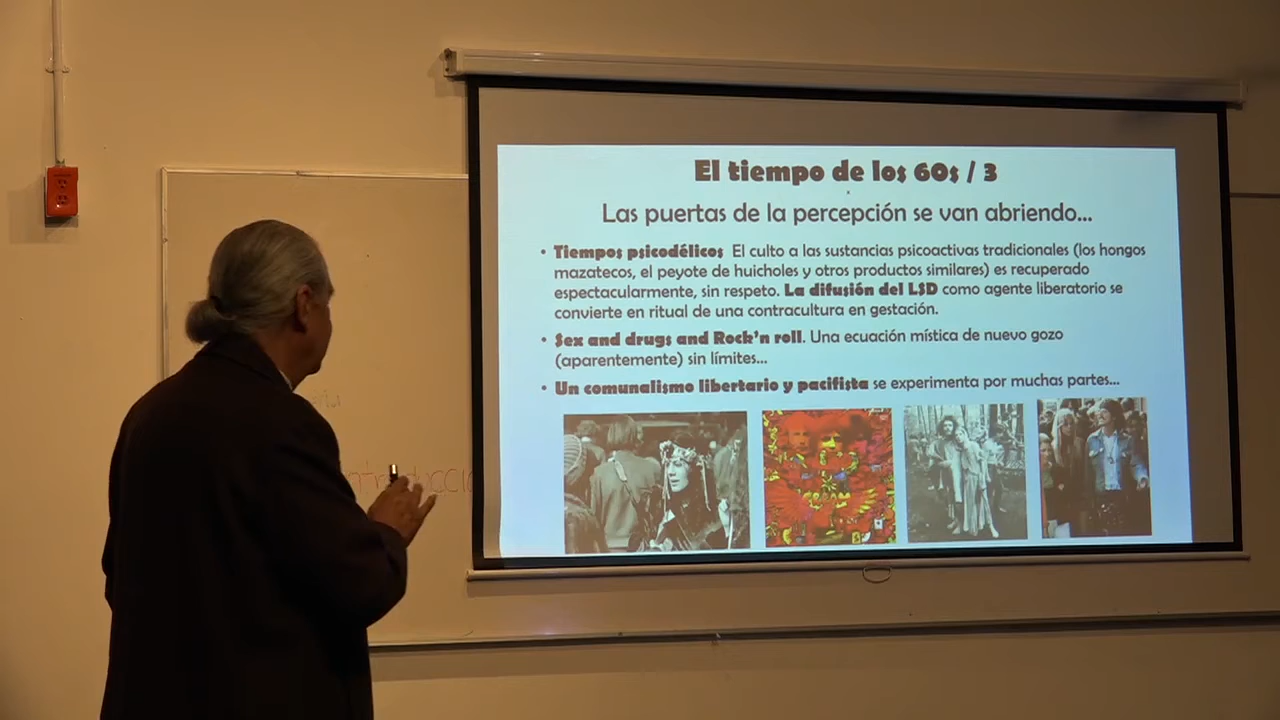 El tiempo de los 60s / 3
Las puertas de la percepción se van abriendo...
• Tiempos psicodélicos El culto a las sustancias psicoactivas tradicionales (los hongos
mazatecos, el peyote de huicholes y otros productos similares) es recuperado
espectacularmente, sin respeto. La difusión del LSD como agente liberatorio se
convierte en ritual de una contracultura en gestación.
• Sex and drugs and Rock'n roll. Una ecuación mística de nuevo gozo
(aparentemente) sin límites...
• Un comunalismo libertario y pacifista se experimenta por muchas partes...